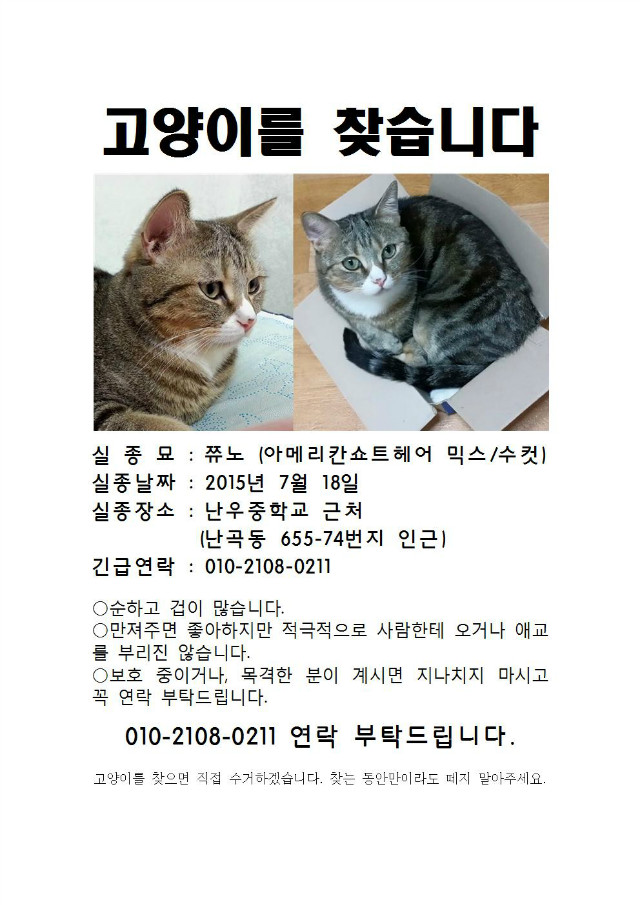 고양이를 찾습니다
실 종 묘 : 쮸노 (아메리칸쇼트헤어 믹스/수컷)
실종날짜 : 2015년 7월 18일
실종장소 : 난우중학교 근처
(난곡동 655-74번지 인근)
긴급연락 : 010-2108-0211
○순하고 겁이 많습니다.
○만져주면 좋아하지만 적극적으로 사람한테 오거나 애교
를 부리진 않습니다.
○보호 중이거나, 목격한 분이 계시면 지나치지 마시고
꼭 연락 부탁드립니다.
010-2108-0211 연락 부탁드립니다.
고양이를 찾으면 직접 수거하겠습니다. 찾는 동안만이라도 떼지 말아주세요.